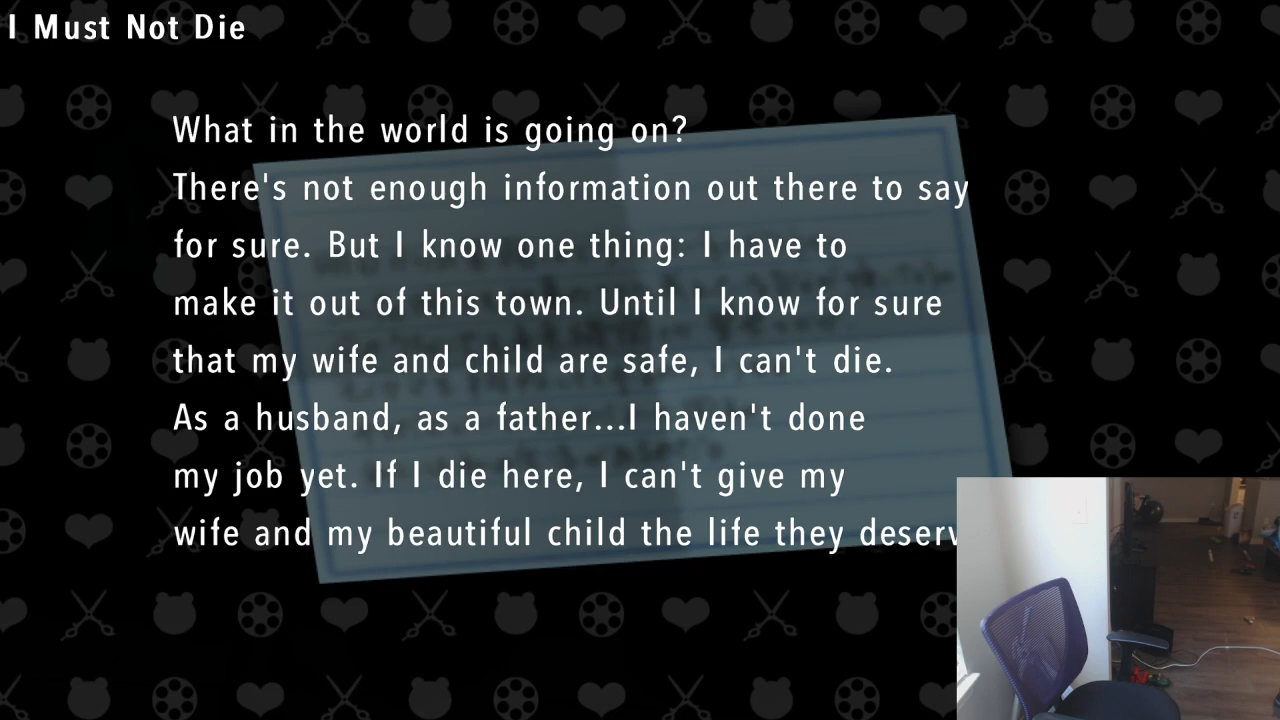 I Must Not Die
What in the world is going on?
There's not enough information out there to say
for sure. But I know one thing: I have to
make it out of this town. Until I know for sure
that my wife and child are safe, I can't die.
As a husband, as a father...I haven't done
my job yet. If I die here, I can't give my
wife and my beautiful child the life they